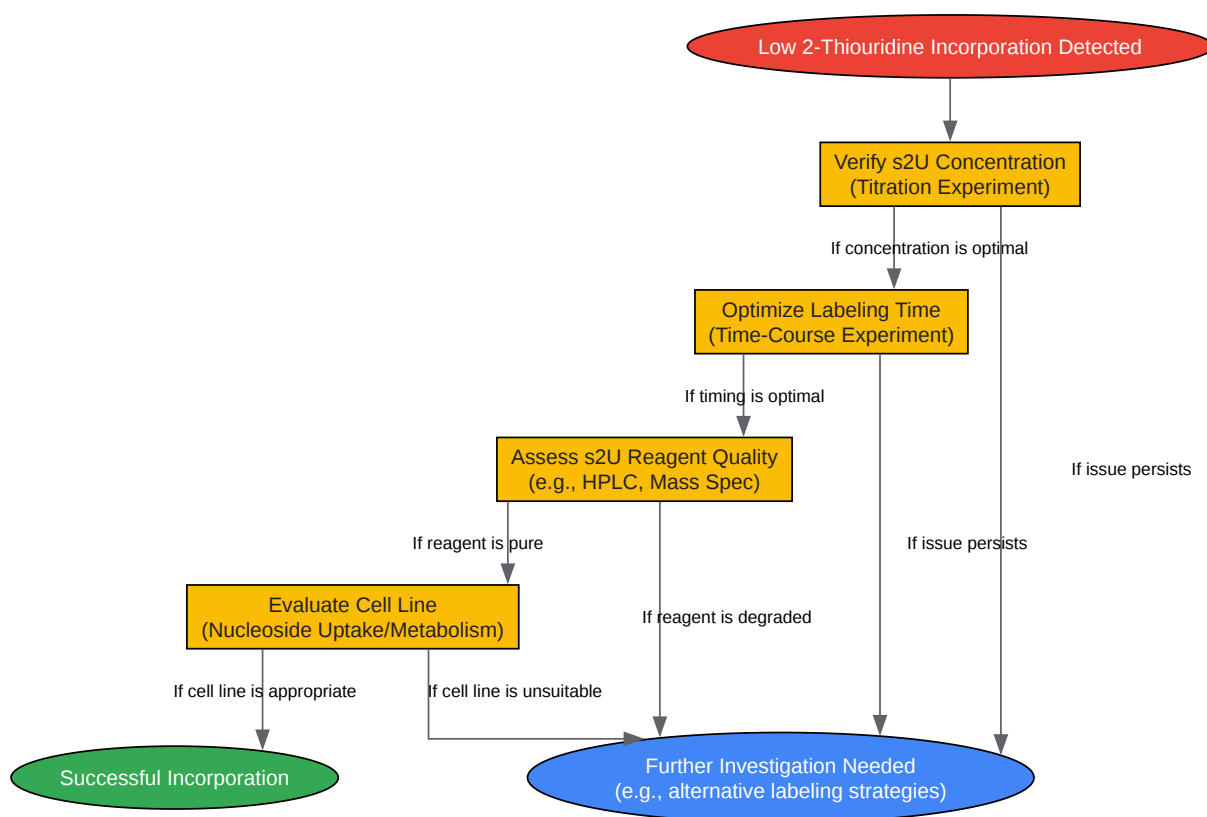 Low 2-Thiouridine Incorporation Detected
Verify s2U Concentration
(Titration Experiment)
If concentration is optimal
Optimize Labeling Time
(Time-Course Experiment)
If timing is optimal
Assess s2U Reagent Quality
(e.g., HPLC, Mass Spec)
If issue persists
If reagent is pure
If issue persists
Evaluate Cell Line
(Nucleoside Uptake/Metabolism)
If reagent is degraded
If cell line is appropriate
If cell line is unsuitable
Successful Incorporation
Further Investigation Needed
(e.g., alternative labeling strategies)